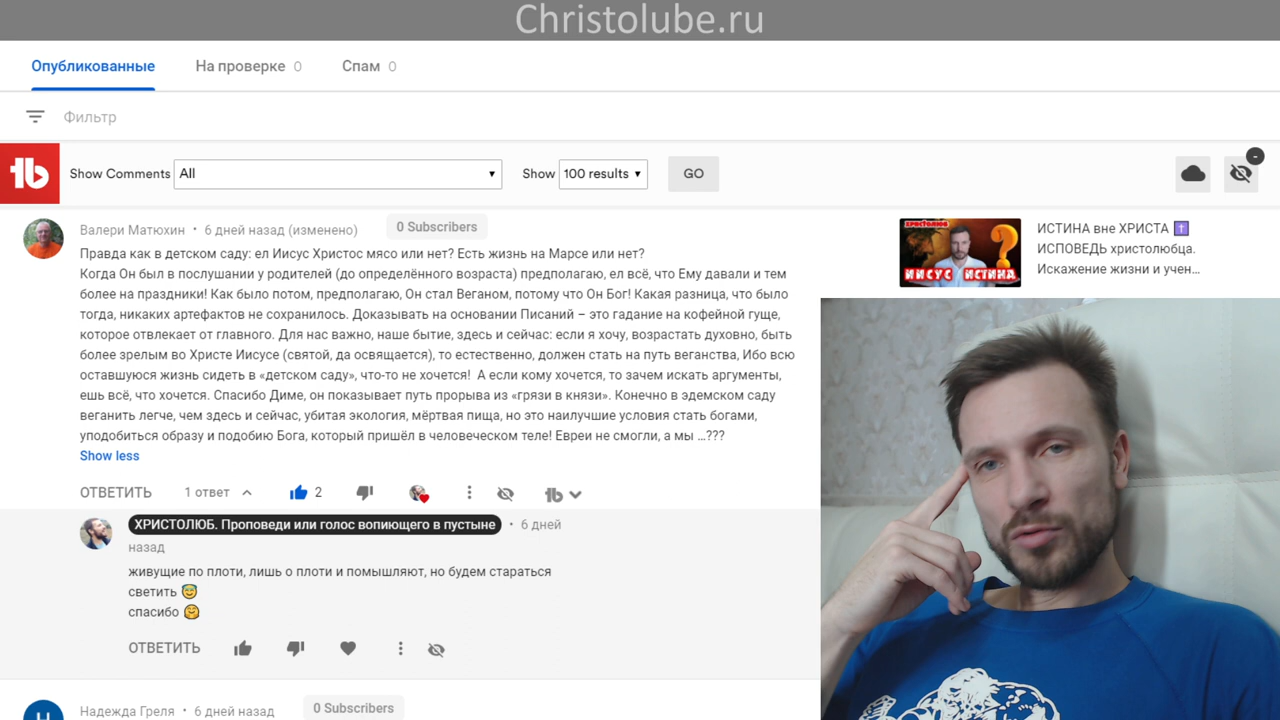 Christolube.ru
Опубликованные На проверке 0 Спам 0
Фильтр
Show Comments All Show 100 results GO
-
Валери Матюхин • 6 дней назад (изменено) 0 Subscribers
Правда как в детском саду: ел Иисус Христос мясо или нет? Есть жизнь на Марсе или нет?
Когда Он был в послушании у родителей (до определённого возраста) предполагаю, ел всё, что Ему давали и тем
более на праздники! Как было потом, предполагаю, Он стал Веганом, потому что Он Бог! Какая разница, что было
тогда, никаких артефактов не сохранилось. Доказывать на основании Писаний – это гадание на кофейной гуще,
которое отвлекает от главного. Для нас важно, наше бытие, здесь и сейчас: если я хочу, возрастать духовно, быть
более зрелым во Христе Иисусе (святой, да освящается), то естественно, должен стать на путь веганства, Ибо всю
оставшуюся жизнь сидеть в «детском саду», что-то не хочется! А если кому хочется, то зачем искать аргументы,
ешь всё, что хочется. Спасибо Диме, он показывает путь прорыва из «грязи в князи». Конечно в эдемском саду
веганить легче, чем здесь и сейчас, убитая экология, мёртвая пища, но это наилучшие условия стать богами,
уподобиться образу и подобию Бога, который пришёл в человеческом теле! Евреи не смогли, а мы ...???
Show less
ОТВЕТИТЬ 1 ответ 2
ХРИСТОЛЮБ
ИИСУС ИСТИНА
ИСТИНА вне ХРИСТА
ИСПОВЕДЬ христолюбца.
Искажение жизни и учен...
ХРИСТОЛЮБ. Проповеди или голос вопиющего в пустыне • 6 дней
назад
живущие по плоти, лишь о плоти и помышляют, но будем стараться
светить 😇
спасибо 🤗
ОТВЕТИТЬ
Надежда Греля • 6 дней назад 0 Subscribers